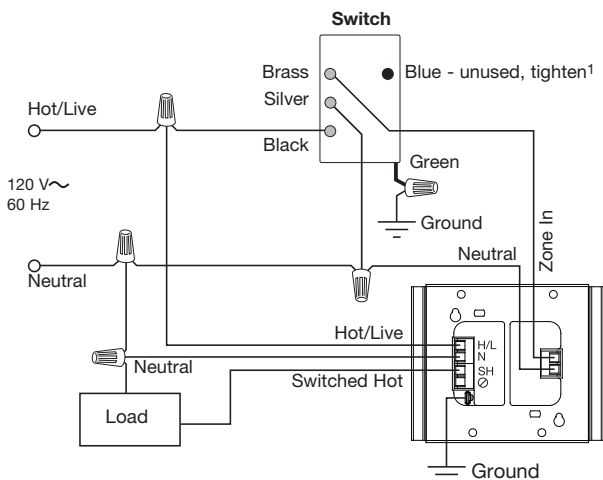 Switch
Brass
Blue - unused, tighten¹
Silver
Hot/Live
Black
Green
120 V~
60 Hz
Ground
Zone In
Neutral
Neutral
Hot/Live
H/L
N
Neutral
SH
Switched Hot
∅
Load
Ground